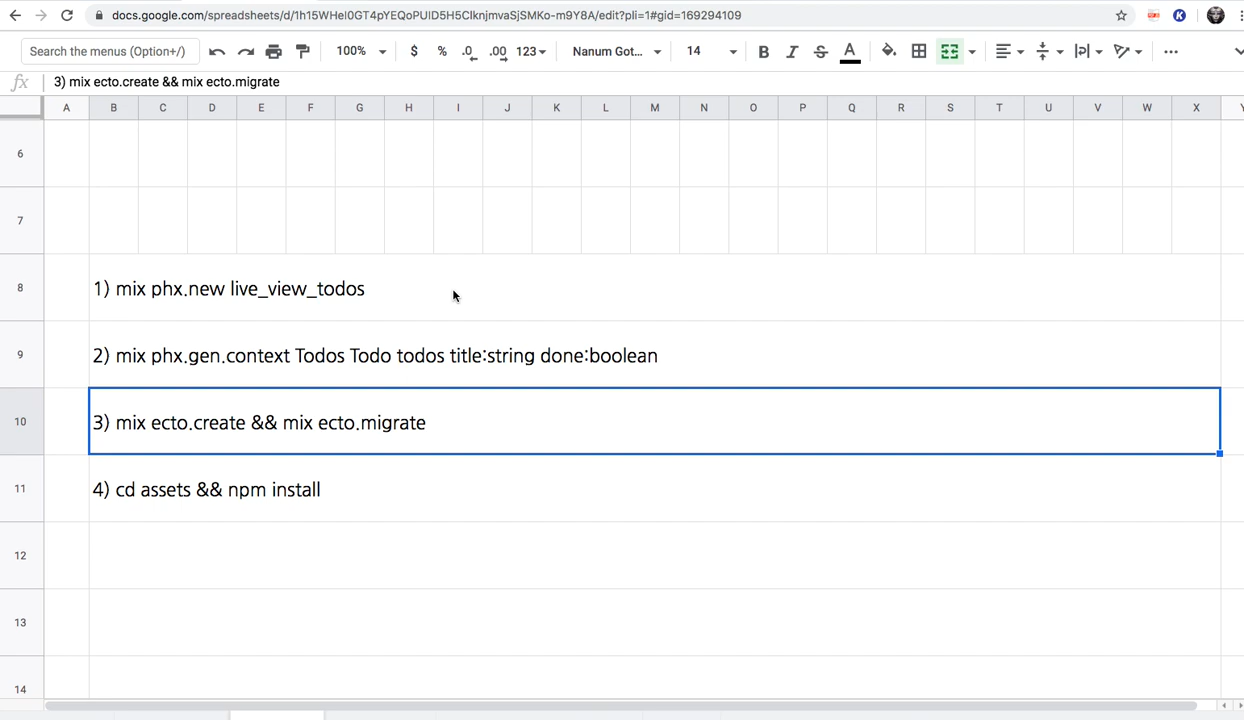 docs.google.com/spreadsheets/d/1h15WHel0GT4pYEQoPUlD5H5ClknjmvaSjSMKo-m9Y8A/edit?pli=1#gid=169294109
Search the menus (Option+/) 100% $ % .0 .00 123 Nanum Got... 14 B I S A
fx 3) mix ecto.create && mix ecto.migrate
A B C D E F G H I J K L M N O P Q R S T U V W X Y
6
7
8 1) mix phx.new live_view_todos
9 2) mix phx.gen.context Todos Todo todos title:string done:boolean
10 3) mix ecto.create && mix ecto.migrate
11 4) cd assets && npm install
12
13
14